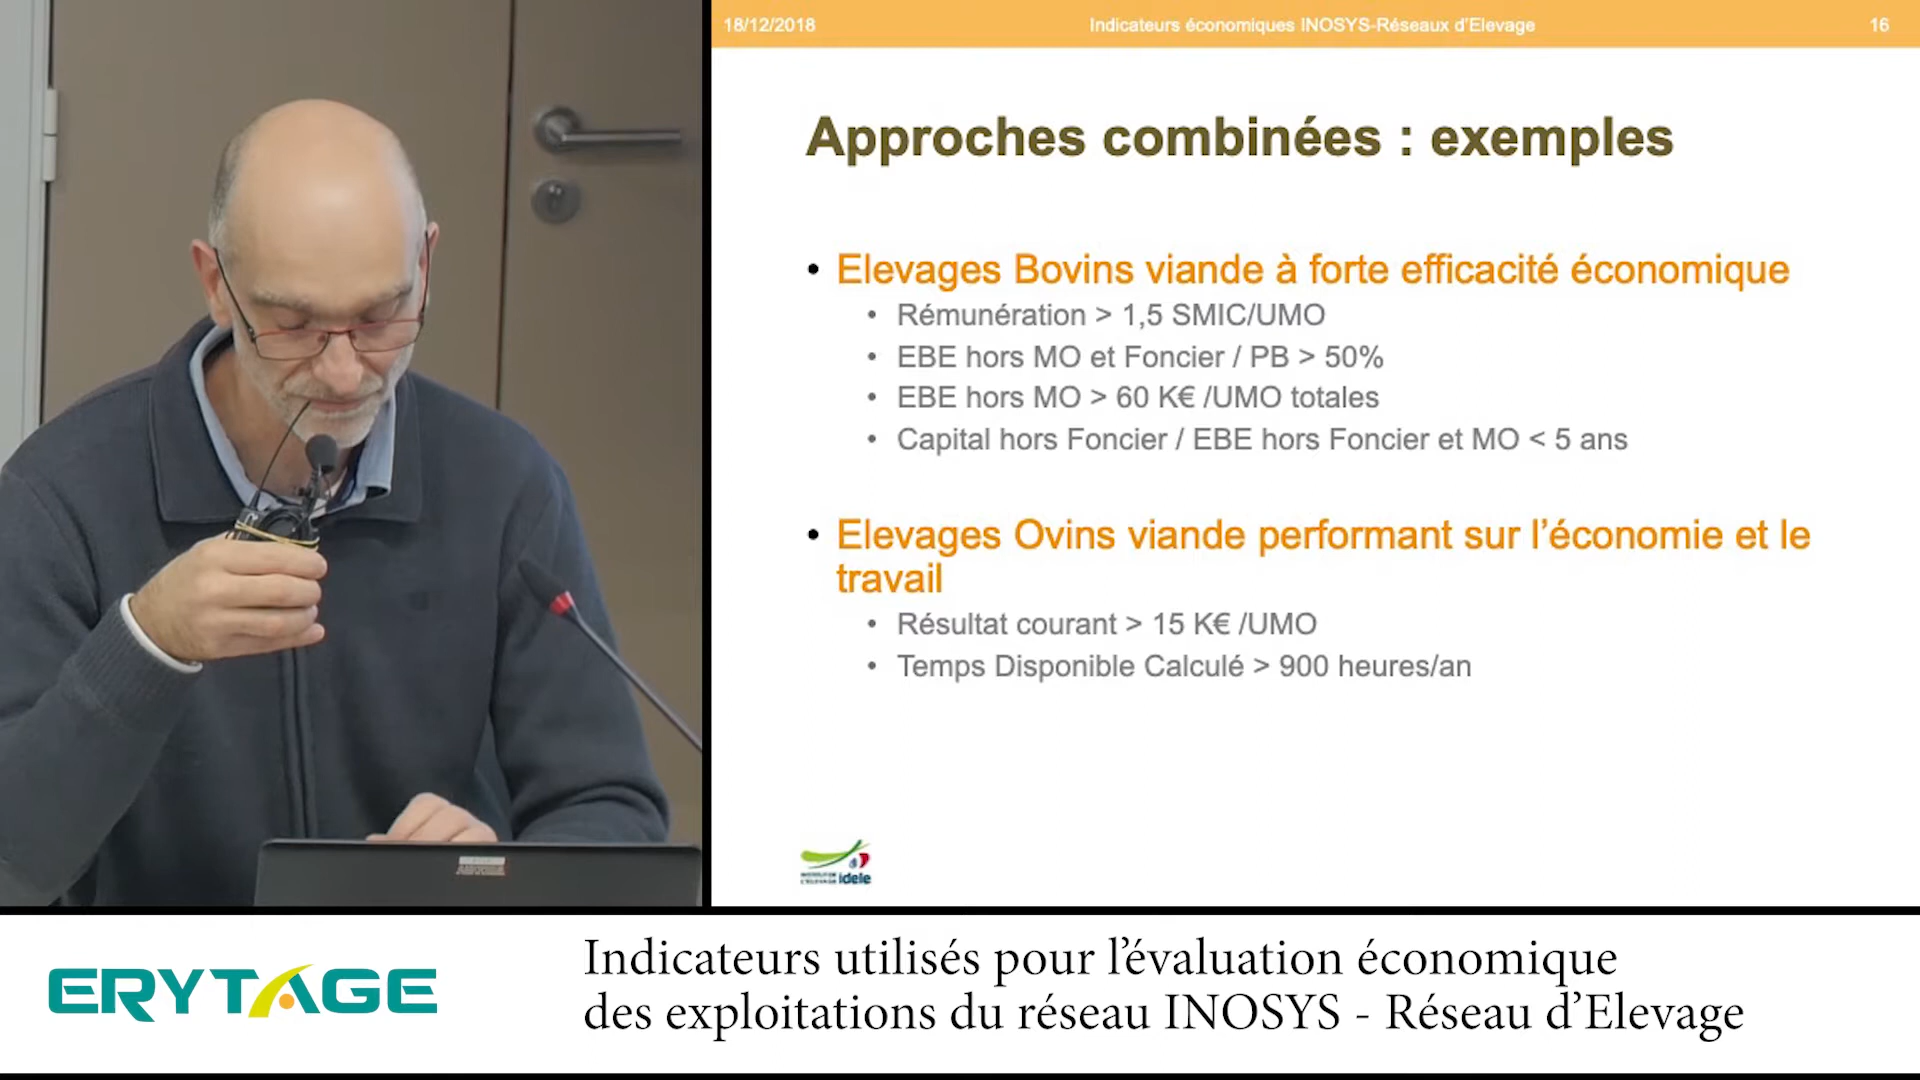 18/12/2018
Indicateurs économiques INOSYS-Réseaux d'Elevage
16
Approches combinées : exemples
• Elevages Bovins viande à forte efficacité économique
• Rémunération > 1,5 SMIC/UMO
• EBE hors MO et Foncier / PB > 50%
• EBE hors MO > 60 K€ /UMO totales
• Capital hors Foncier / EBE hors Foncier et MO < 5 ans
• Elevages Ovins viande performant sur l'économie et le
travail
• Résultat courant > 15 K€ /UMO
• Temps Disponible Calculé > 900 heures/an
INSTITUT DE
L'ELEVAGE idele
ERYTAGE
Indicateurs utilisés pour l'évaluation économique
des exploitations du réseau INOSYS - Réseau d'Elevage